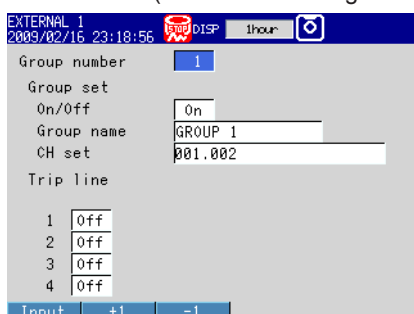 EXTERNAL 1
2009/02/16 23:18:56 STOP DISP 1hour
Group number 1
Group set
On/Off On
Group name GROUP 1
CH set 001.002
Trip line
1 Off
2 Off
3 Off
4 Off
Input +1 -1